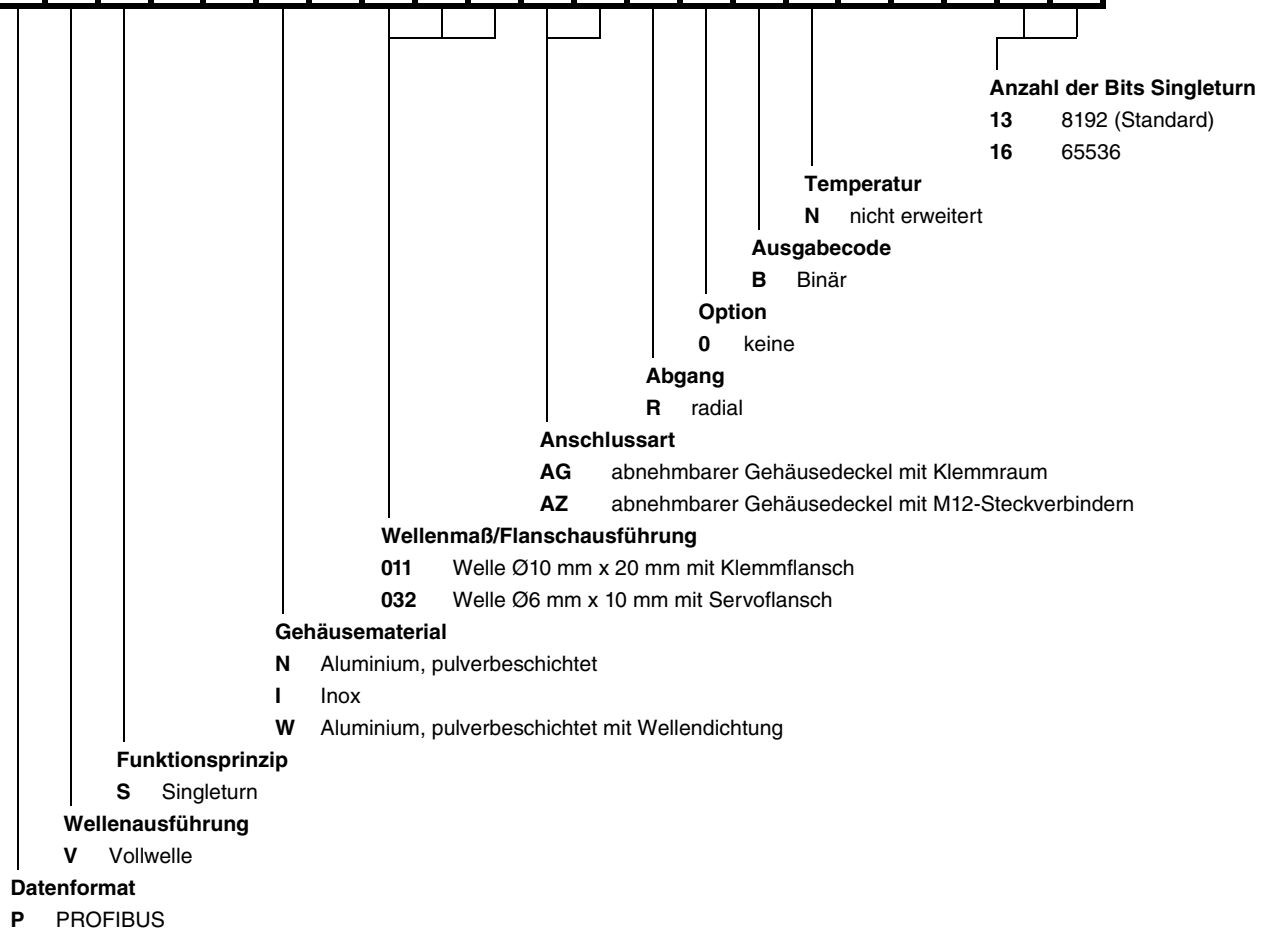 Anzahl der Bits Singleturn
13 8192 (Standard)
16 65536
Temperatur
N nicht erweitert
Ausgabecode
B Binär
Option
0 keine
Abgang
R radial
Anschlussart
AG abnehmbarer Gehäusedeckel mit Klemmraum
AZ abnehmbarer Gehäusedeckel mit M12-Steckverbindern
Wellenmaß/Flanschausführung
011 Welle Ø10 mm x 20 mm mit Klemmflansch
032 Welle Ø6 mm x 10 mm mit Servoflansch
Gehäusematerial
N Aluminium, pulverbeschichtet
I Inox
W Aluminium, pulverbeschichtet mit Wellendichtung
Funktionsprinzip
S Singleturn
Wellenausführung
V Vollwelle
Datenformat
P PROFIBUS